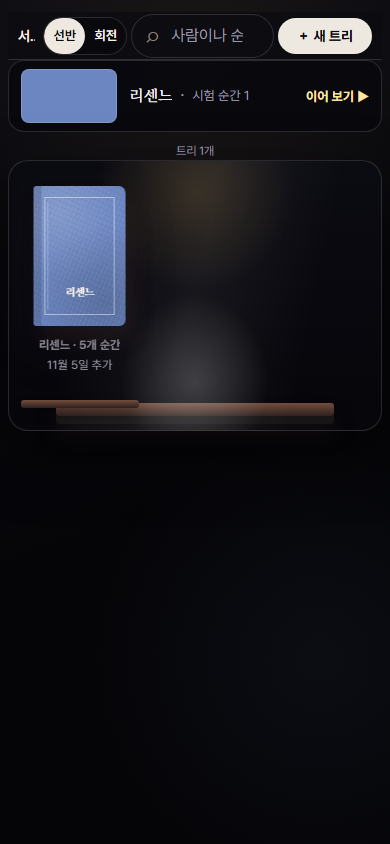 서..
선반
회전
사람이나 순
+ 새 트리
리센느 · 시험 순간 1
이어 보기 ▶
트리 1개
리센느
리센느 · 5개 순간
11월 5일 추가